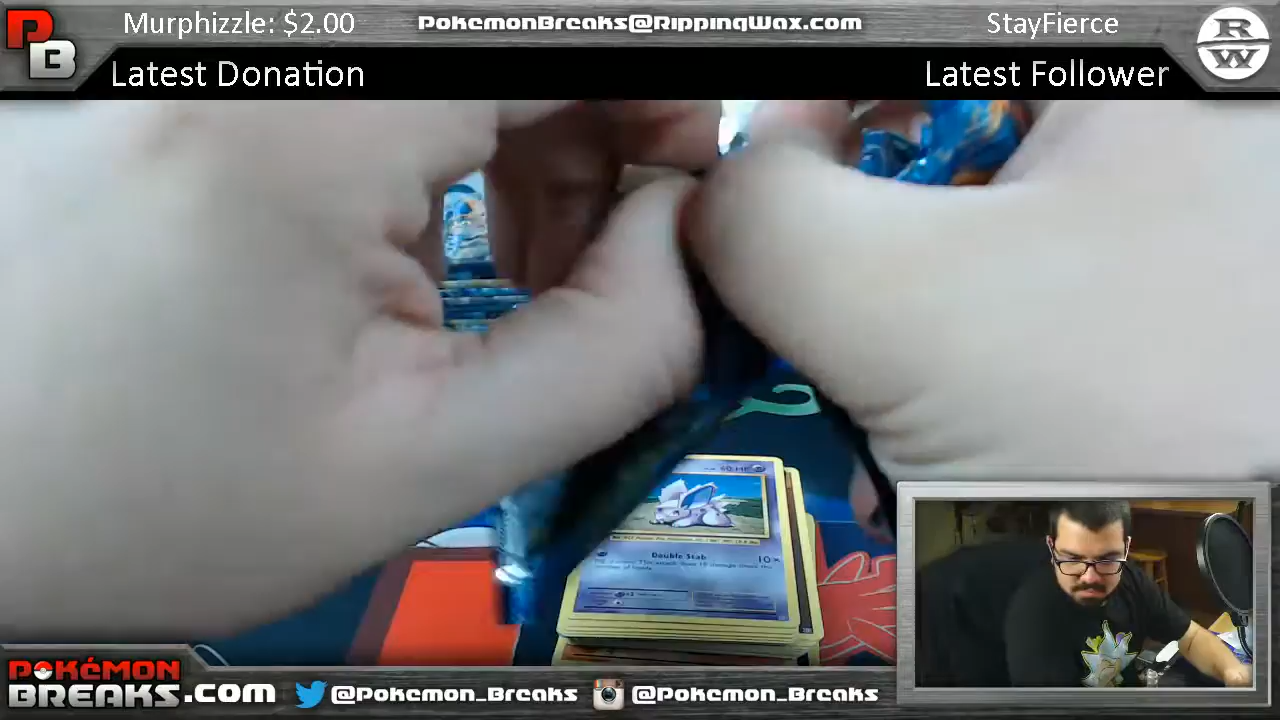 Murphizzle: $2.00
PokemonBreaks@RippingWax.com
StayFierce
PB
Latest Donation
Latest Follower
RW
60 HP
Double Stab
10×
POKéMON
BREAKS.com
@Pokemon_Breaks
@Pokemon_Breaks